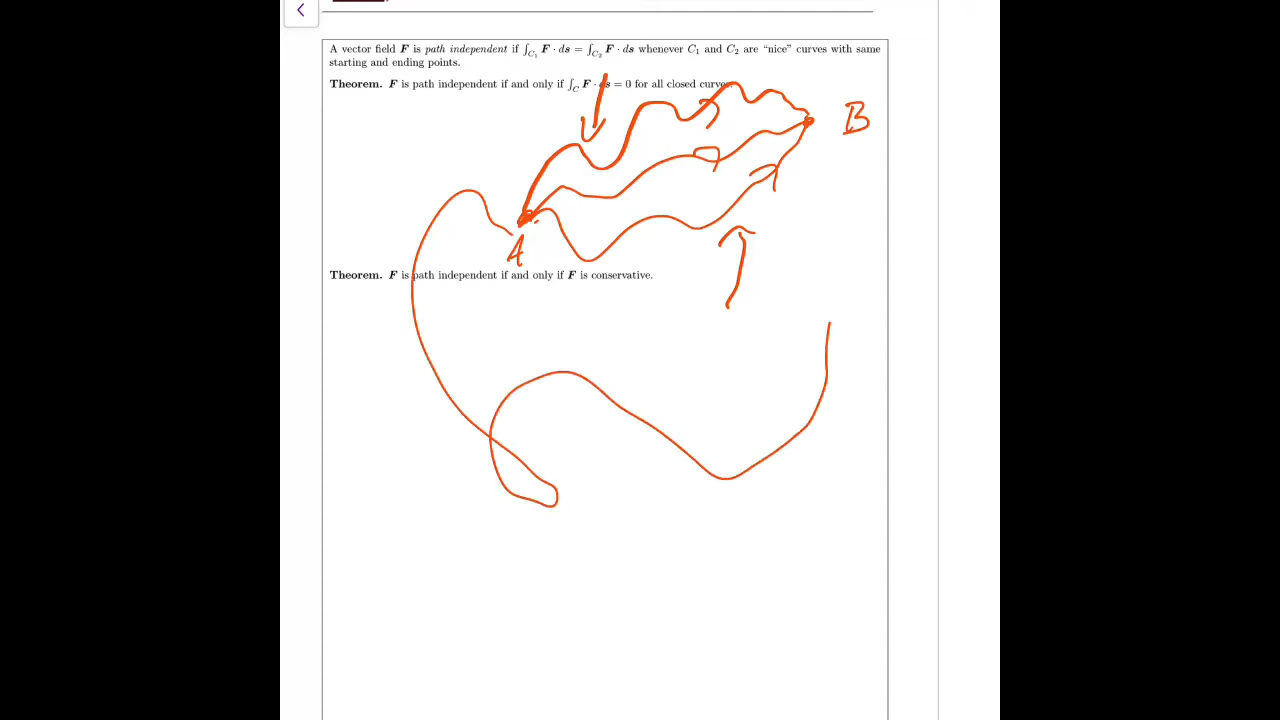 A vector field F is path independent if ∫_{C₁} F · ds = ∫_{C₂} F · ds whenever C₁ and C₂ are “nice” curves with same
starting and ending points.
Theorem. F is path independent if and only if ∫_C F · ds = 0 for all closed curve
B
A
Theorem. F is path independent if and only if F is conservative.